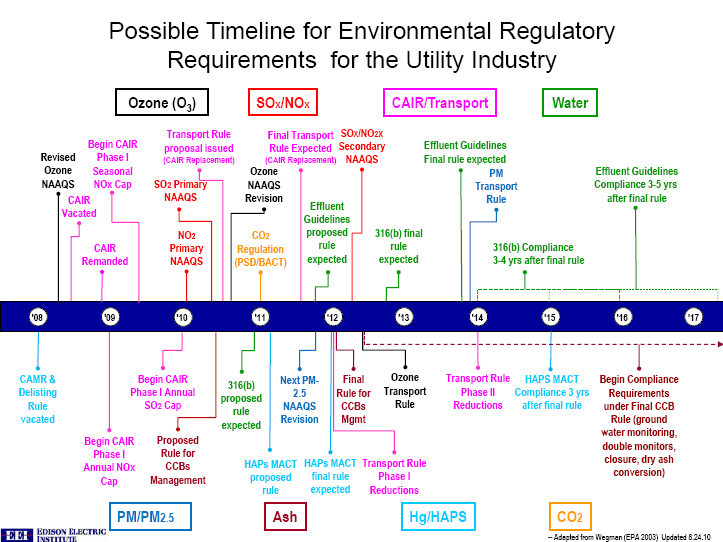 Possible Timeline for Environmental Regulatory
Requirements for the Utility Industry
Ozone (O3)
SOx/NOx
CAIR/Transport
Water
Revised
Ozone
NAAQS
CAIR
Vacated
Begin CAIR
Phase I
Seasonal
NOx Cap
CAIR
Remanded
Transport Rule
proposal issued
(CAIR Replacement)
SO2 Primary
NAAQS
NO2
Primary
NAAQS
Ozone
NAAQS
Revision
CO2
Regulation
(PSD/BACT)
Final Transport
Rule Expected
(CAIR Replacement)
Effluent
Guidelines
proposed
rule
expected
SOx/NO2x
Secondary
NAAQS
316(b) final
rule
expected
Effluent Guidelines
Final rule expected
PM
Transport
Rule
316(b) Compliance
3-4 yrs after final rule
Effluent Guidelines
Compliance 3-5 yrs
after final rule
'08
'09
'10
'11
'12
'13
'14
'15
'16
'17
CAMR &
Delisting
Rule
vacated
Begin CAIR
Phase I
Annual NOx
Cap
Begin CAIR
Phase I Annual
SO2 Cap
Proposed
Rule for
CCBs
Management
316(b)
proposed
rule
expected
HAPs MACT
proposed
rule
Next PM-
2.5
NAAQS
Revision
HAPs MACT
final rule
expected
Final
Rule for
CCBs
Mgmt
Transport Rule
Phase I
Reductions
Ozone
Transport
Rule
Transport Rule
Phase II
Reductions
HAPS MACT
Compliance 3 yrs
after final rule
Begin Compliance
Requirements
under Final CCB
Rule (ground
water monitoring,
double monitors,
closure, dry ash
conversion)
PM/PM2.5
Ash
Hg/HAPS
CO2
EEI EDISON ELECTRIC
INSTITUTE
-- Adapted from Wegman (EPA 2003) Updated 8.24.10